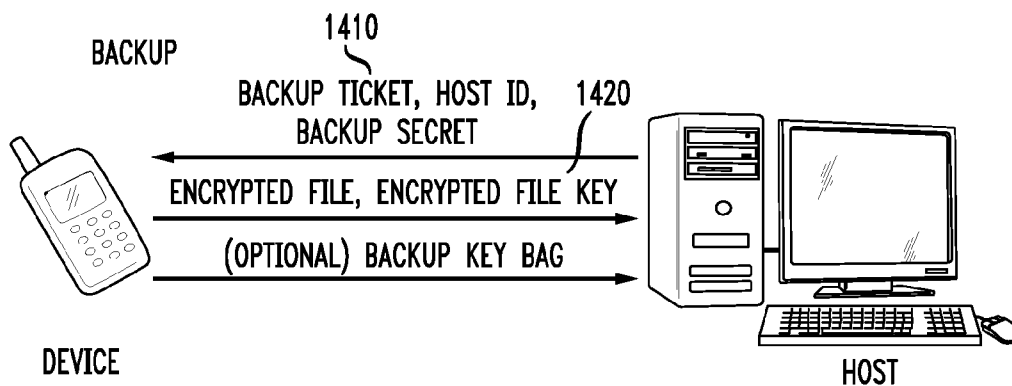 1410
BACKUP
BACKUP TICKET, HOST ID,
1420
BACKUP SECRET
ENCRYPTED FILE, ENCRYPTED FILE KEY
(OPTIONAL) BACKUP KEY BAG
DEVICE
HOST